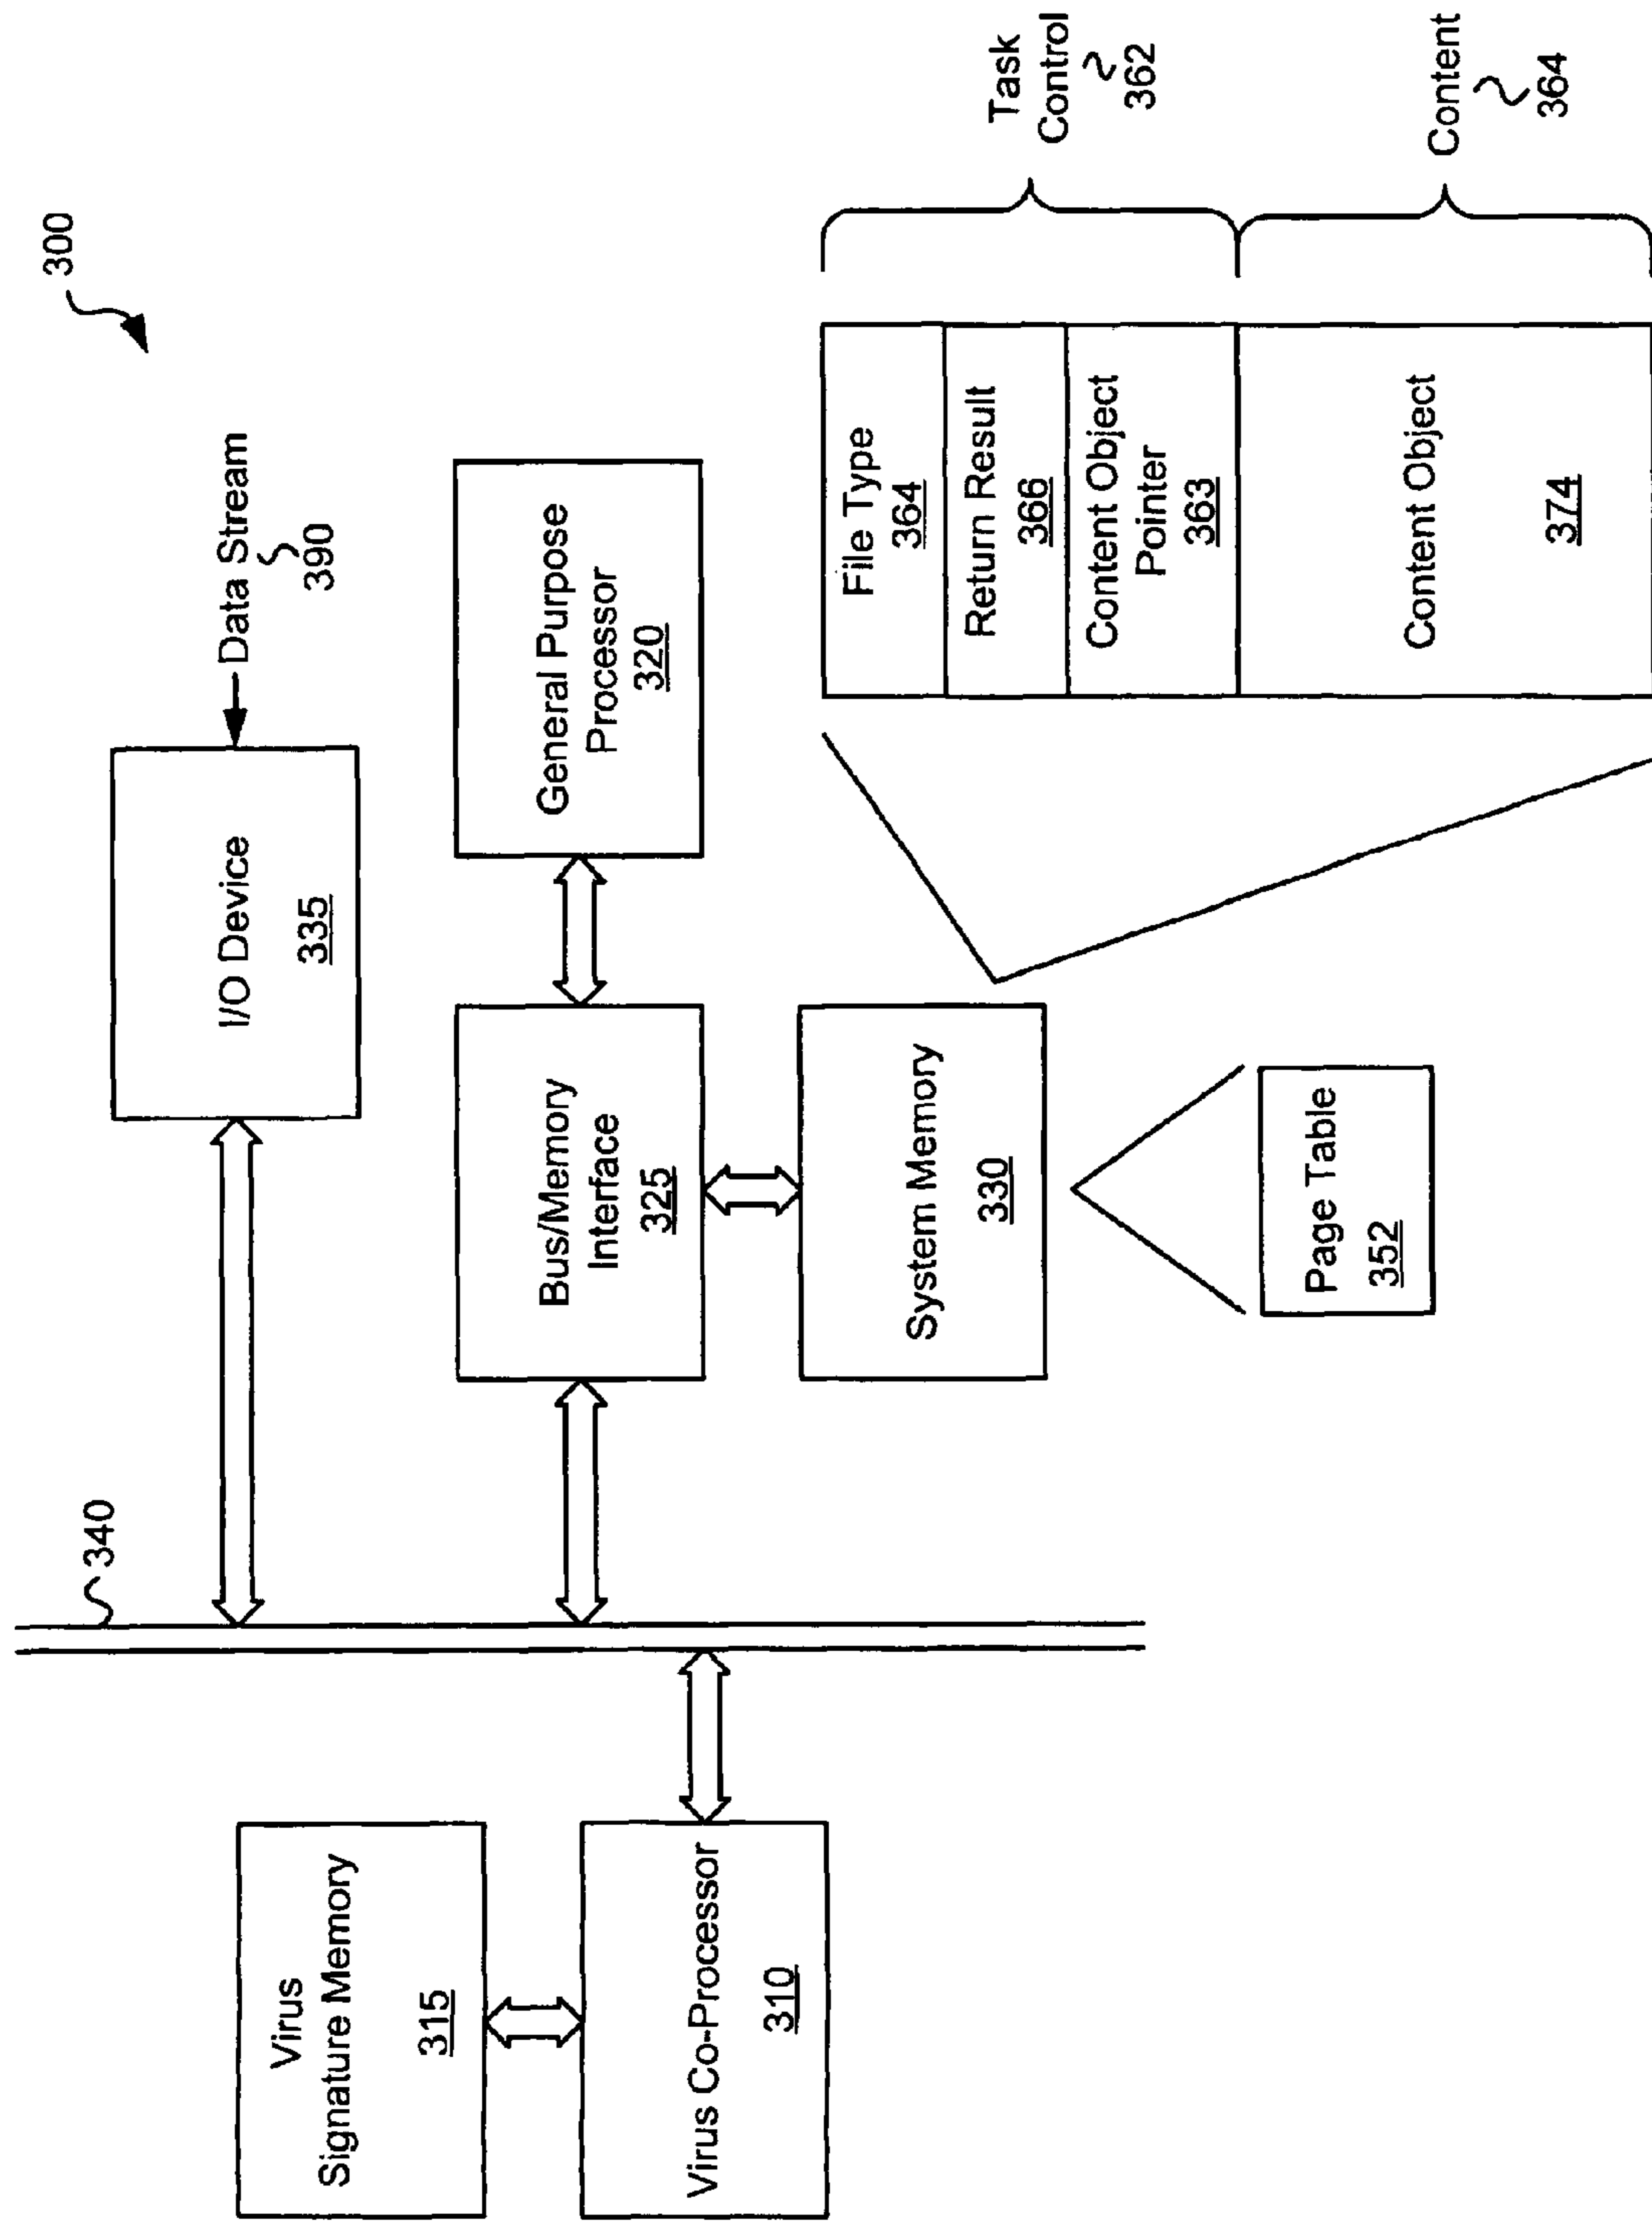 300
340
I/O Device
335
Data Stream
390
Virus
Signature Memory
315
Bus/Memory
Interface
325
General Purpose
Processor
320
Virus Co-Processor
310
System Memory
330
Page Table
352
File Type
364
Return Result
366
Content Object
Pointer
363
Content Object
374
Task
Control
362
Content
364